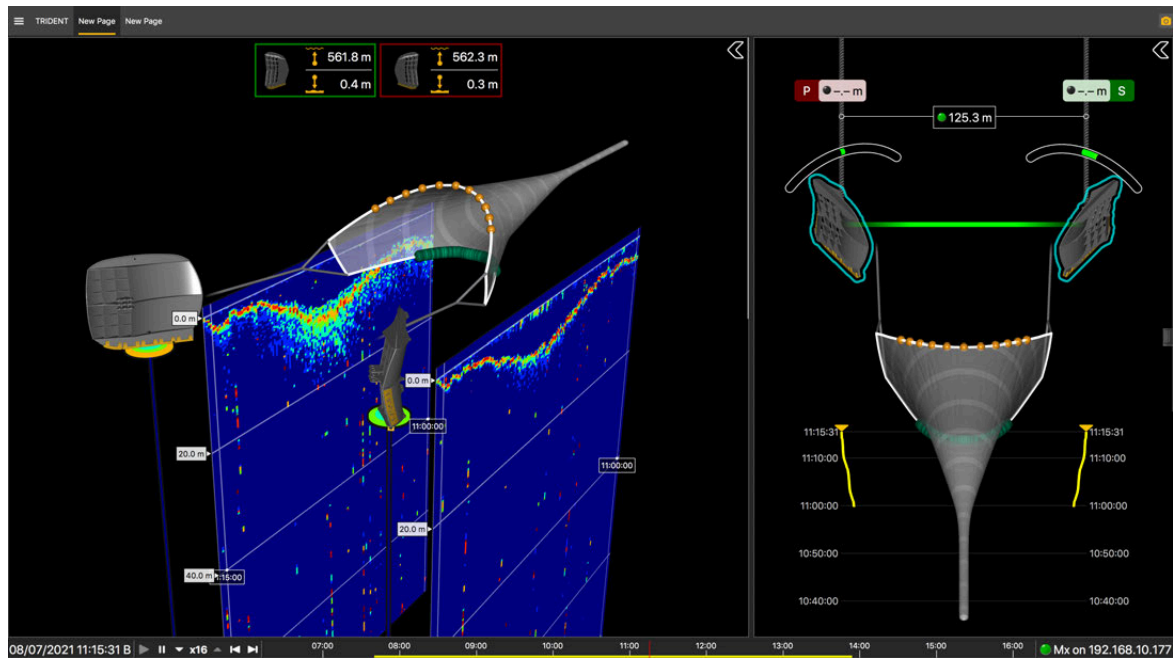 TRIDENT New Page New Page
561.8 m 562.3 m
0.4 m 0.3 m
P -.- m -.- m S
125.3 m
0.0 m
0.0 m
11:00:00
20.0 m
11:00:00
20.0 m
40.0 m 1:15:00
11:15:31 11:15:31
11:10:00 11:10:00
11:00:00 11:00:00
10:50:00 10:50:00
10:40:00 10:40:00
08/07/2021 11:15:31 B x16 07:00 08:00 09:00 10:00 11:00 12:00 13:00 14:00 15:00 16:00 Mx on 192.168.10.177